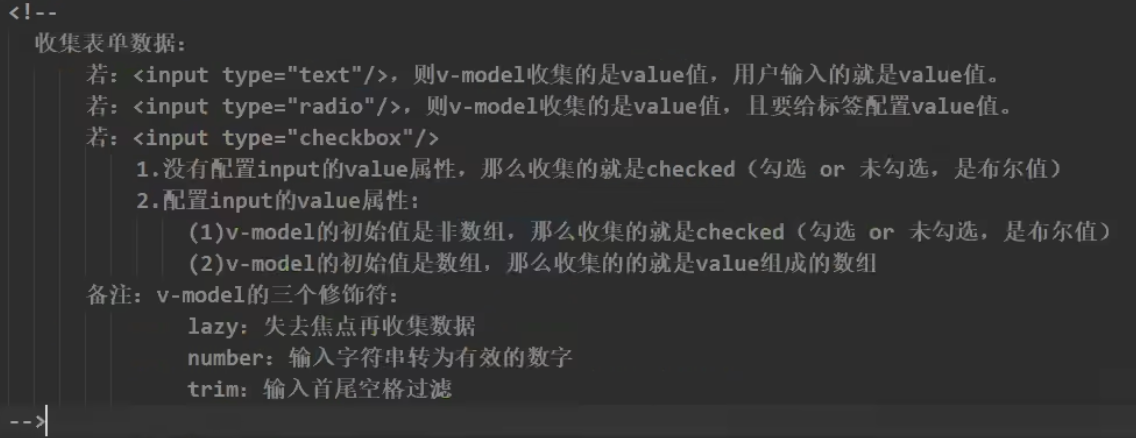 <!--
收集表单数据:
若: <input type="text"/>, 则v-model收集的是value值, 用户输入的就是value值。
若: <input type="radio"/>, 则v-model收集的是value值, 且要给标签配置value值。
若: <input type="checkbox"/>
1.没有配置input的value属性, 那么收集的就是checked (勾选 or 未勾选, 是布尔值)
2.配置input的value属性:
(1)v-model的初始值是非数组, 那么收集的就是checked (勾选 or 未勾选, 是布尔值)
(2)v-model的初始值是数组, 那么收集的的就是value组成的数组
备注: v-model的三个修饰符:
lazy: 失去焦点再收集数据
number: 输入字符串转为有效的数字
trim: 输入首尾空格过滤
-->